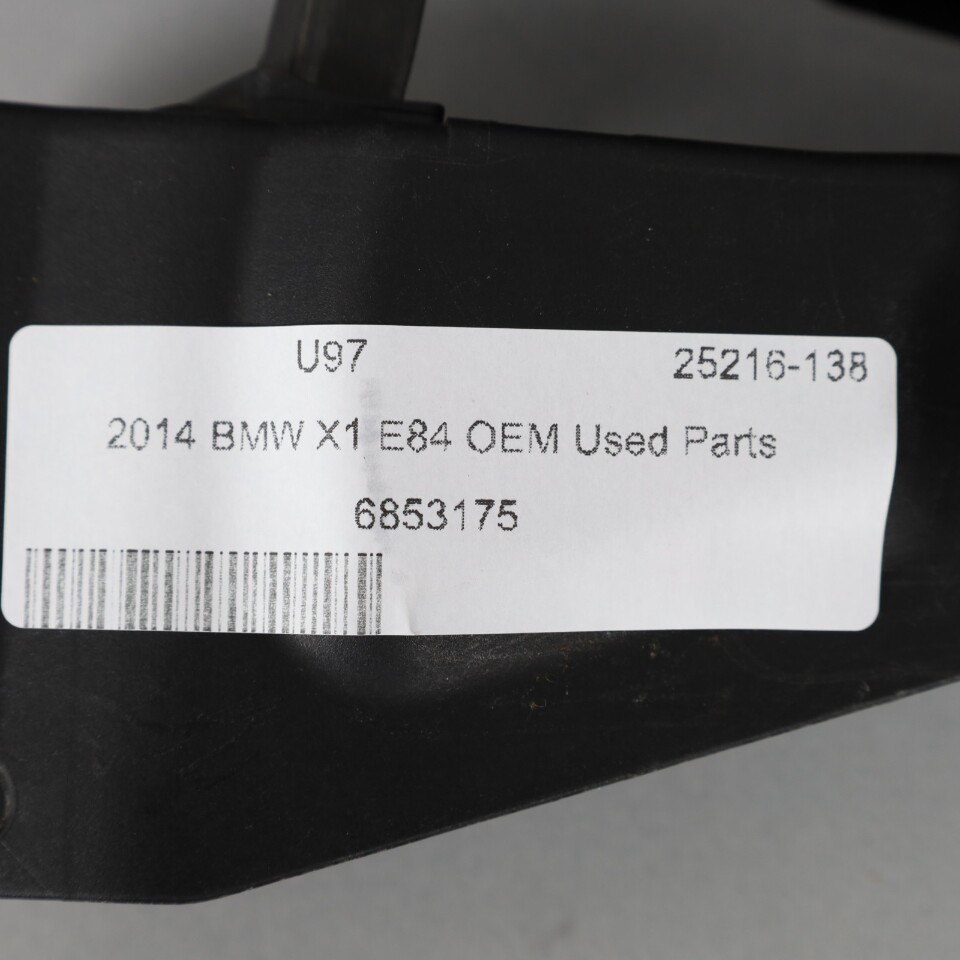 U97 25216-138
2014 BMW X1 E84 OEM Used Parts
6853175